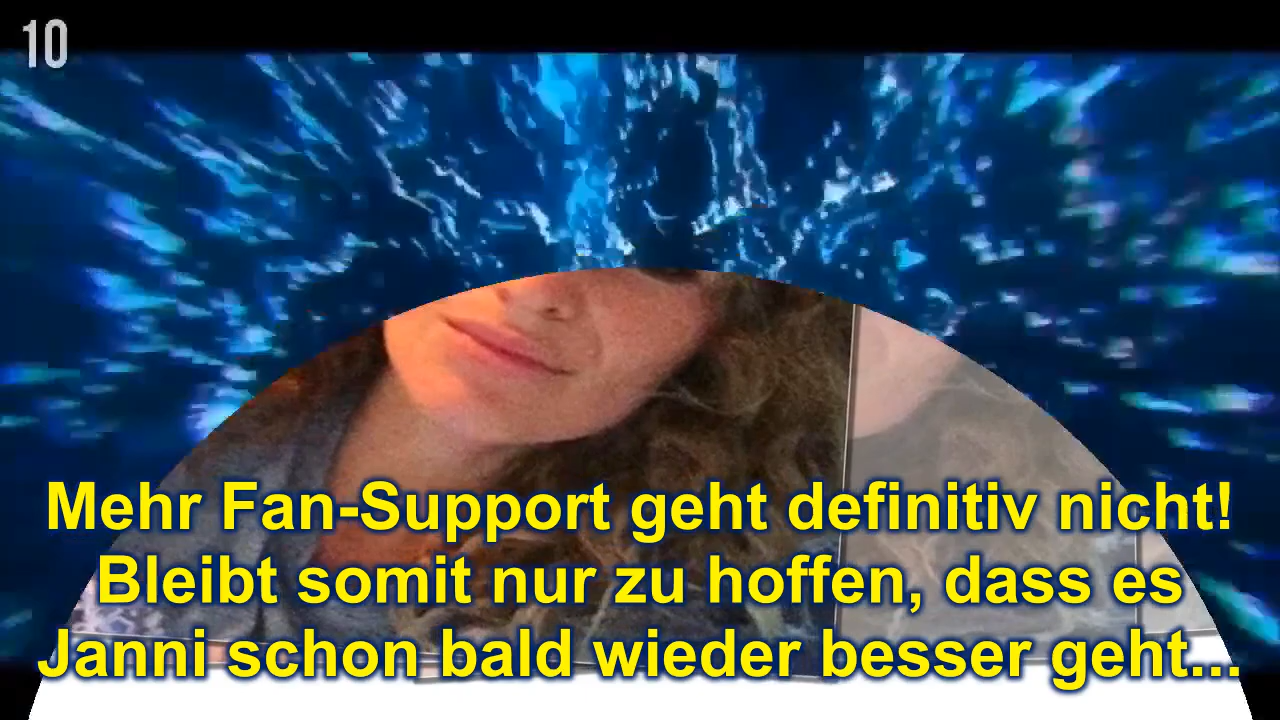 10
Mehr Fan-Support geht definitiv nicht!
Bleibt somit nur zu hoffen, dass es
Janni schon bald wieder besser geht...